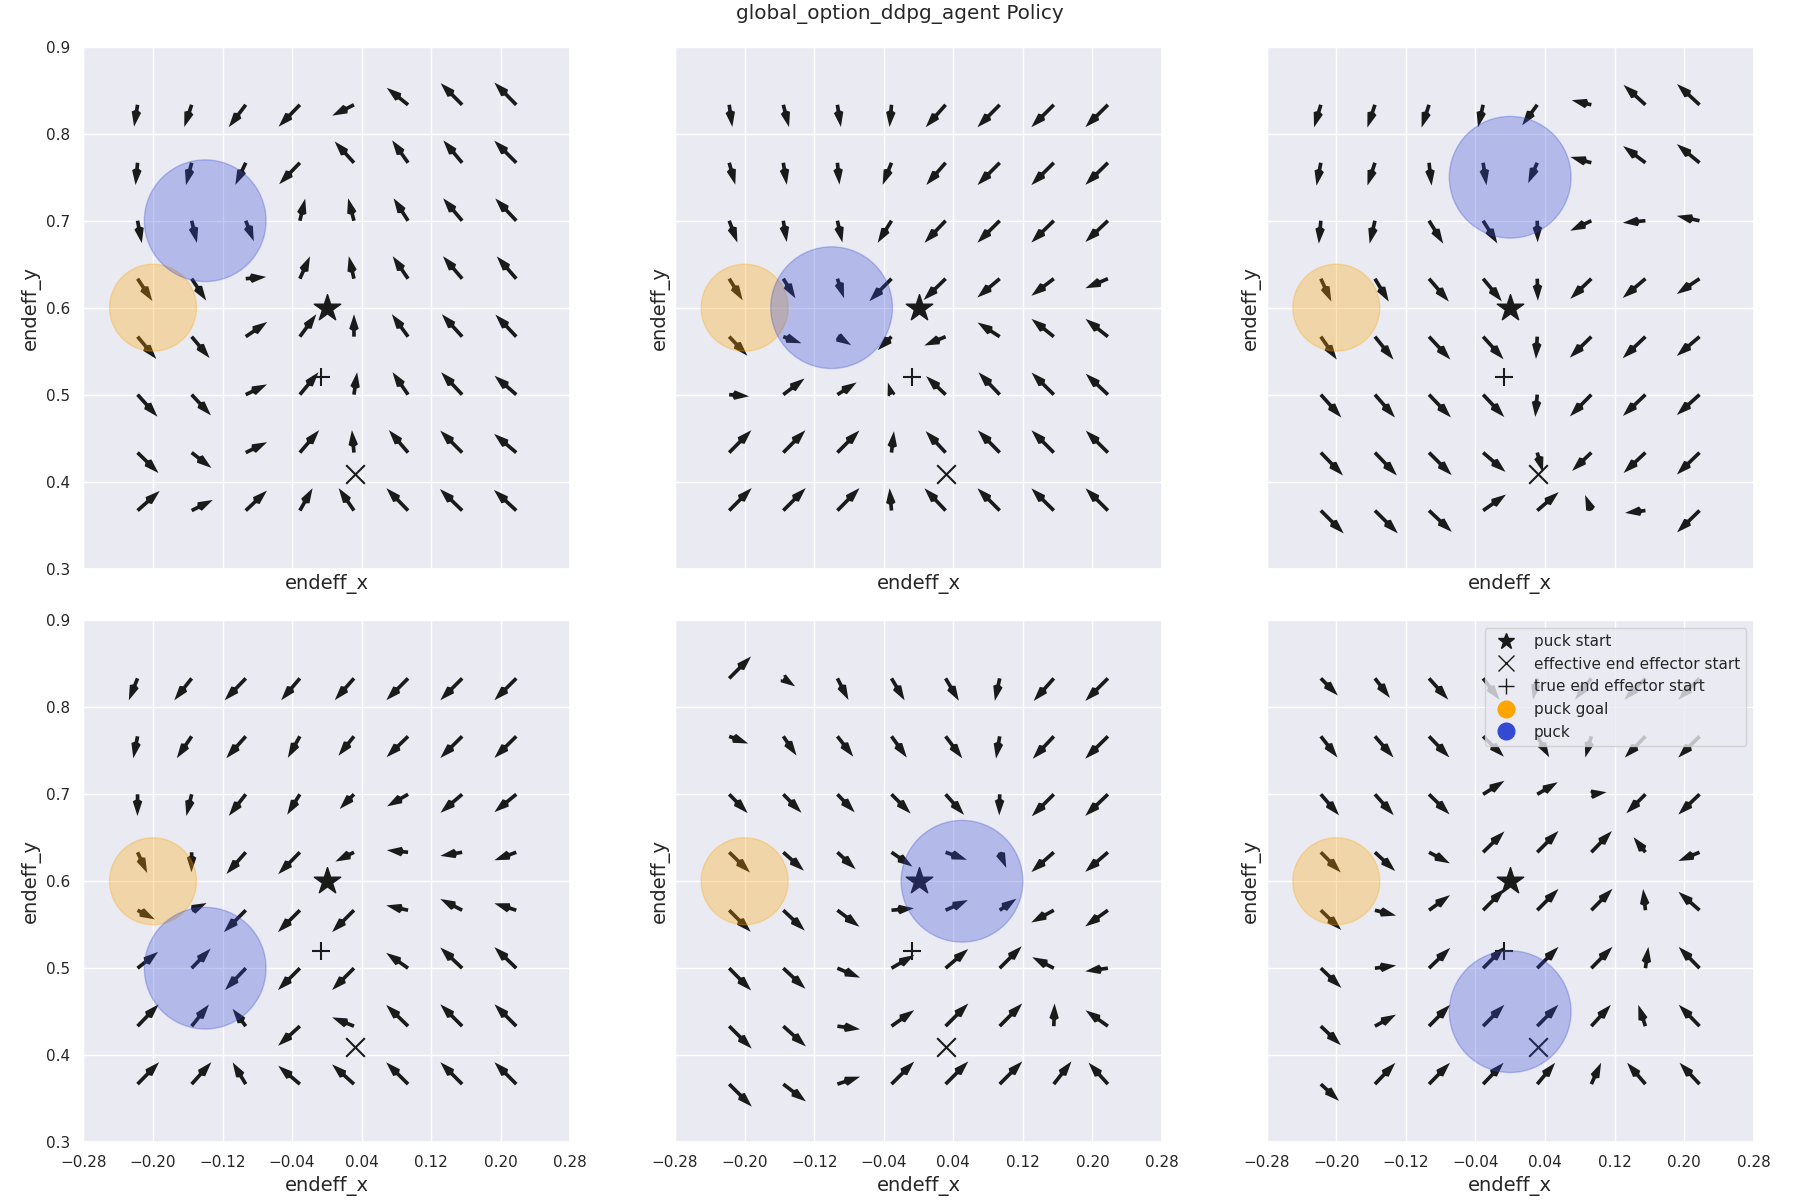 global_option_ddpg_agent Policy
0.9
0.8
0.7
0.6
0.5
0.4
0.3
endeff_y
endeff_x
endeff_y
endeff_x
endeff_y
endeff_x
0.9
0.8
0.7
0.6
0.5
0.4
0.3
endeff_y
−0.28 −0.20 −0.12 −0.04 0.04 0.12 0.20 0.28
endeff_x
endeff_y
−0.28 −0.20 −0.12 −0.04 0.04 0.12 0.20 0.28
endeff_x
endeff_y
puck start
effective end effector start
true end effector start
puck goal
puck
−0.28 −0.20 −0.12 −0.04 0.04 0.12 0.20 0.28
endeff_x